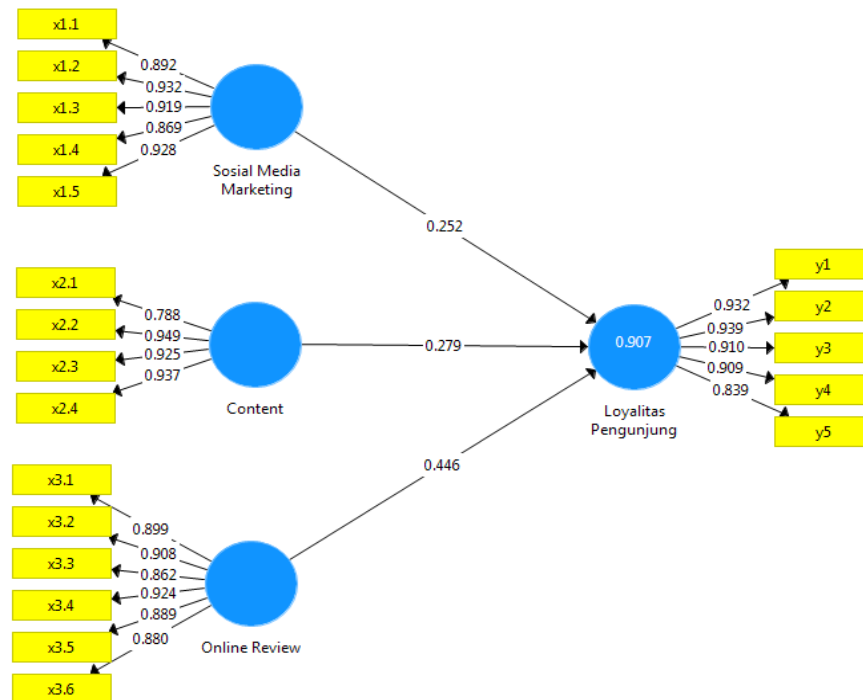 x1.1
x1.2
x1.3
x1.4
x1.5
0.892
0.932
0.919
0.869
0.928
Sosial Media
Marketing
0.252
x2.1
x2.2
x2.3
x2.4
0.788
0.949
0.925
0.937
Content
0.279
x3.1
x3.2
x3.3
x3.4
x3.5
x3.6
0.899
0.908
0.862
0.924
0.889
0.880
Online Review
0.446
0.907
Loyalitas
Pengunjung
0.932
0.939
0.910
0.909
0.839
y1
y2
y3
y4
y5